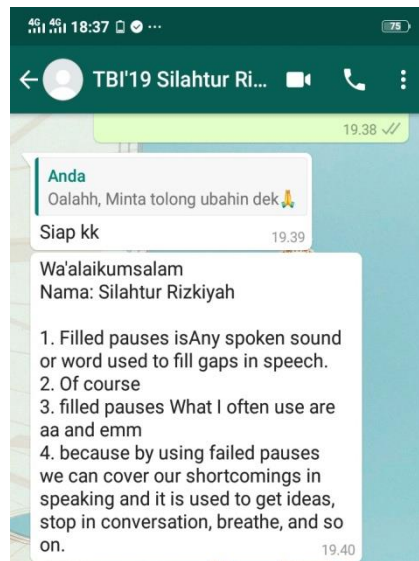 4G 4G 18:37 ...
75
TBI'19 Silahtur Ri...
19.38
Anda
Oalahh, Minta tolong ubahin dek🙏
Siap kk
19.39
Wa'alaikumsalam
Nama: Silahtur Rizkiyah
1. Filled pauses isAny spoken sound
or word used to fill gaps in speech.
2. Of course
3. filled pauses What I often use are
aa and emm
4. because by using failed pauses
we can cover our shortcomings in
speaking and it is used to get ideas,
stop in conversation, breathe, and so
on.
19.40